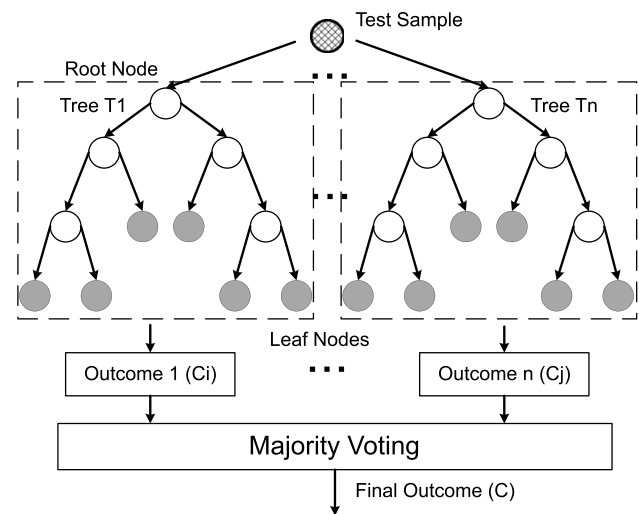 Test Sample
Root Node
Tree T1
Tree Tn
Leaf Nodes
Outcome 1 (Ci)
Outcome n (Cj)
Majority Voting
Final Outcome (C)